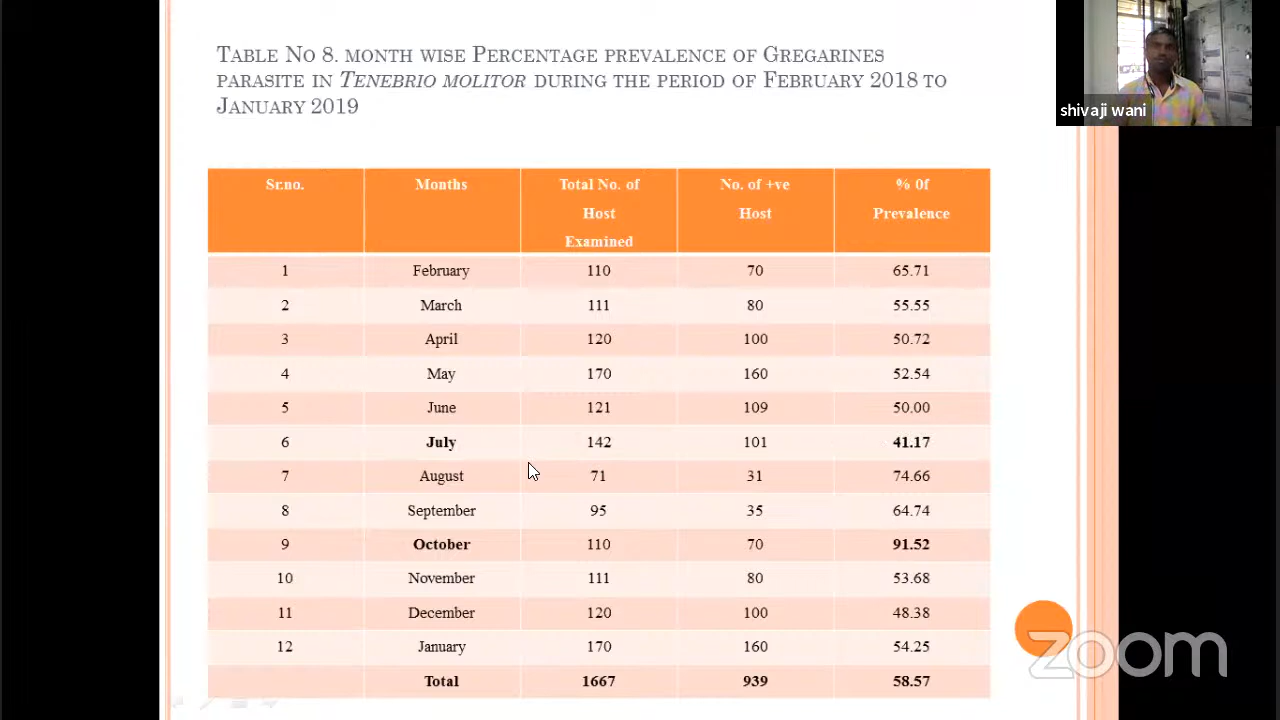 TABLE NO 8. MONTH WISE PERCENTAGE PREVALENCE OF GREGARINES
PARASITE IN TENEBRIO MOLITOR DURING THE PERIOD OF FEBRUARY 2018 TO
JANUARY 2019
shivaji wani
Sr.no. Months Total No. of Host Examined No. of +ve Host % 0f Prevalence
1 February 110 70 65.71
2 March 111 80 55.55
3 April 120 100 50.72
4 May 170 160 52.54
5 June 121 109 50.00
6 July 142 101 41.17
7 August 71 31 74.66
8 September 95 35 64.74
9 October 110 70 91.52
10 November 111 80 53.68
11 December 120 100 48.38
12 January 170 160 54.25
Total 1667 939 58.57
zoom